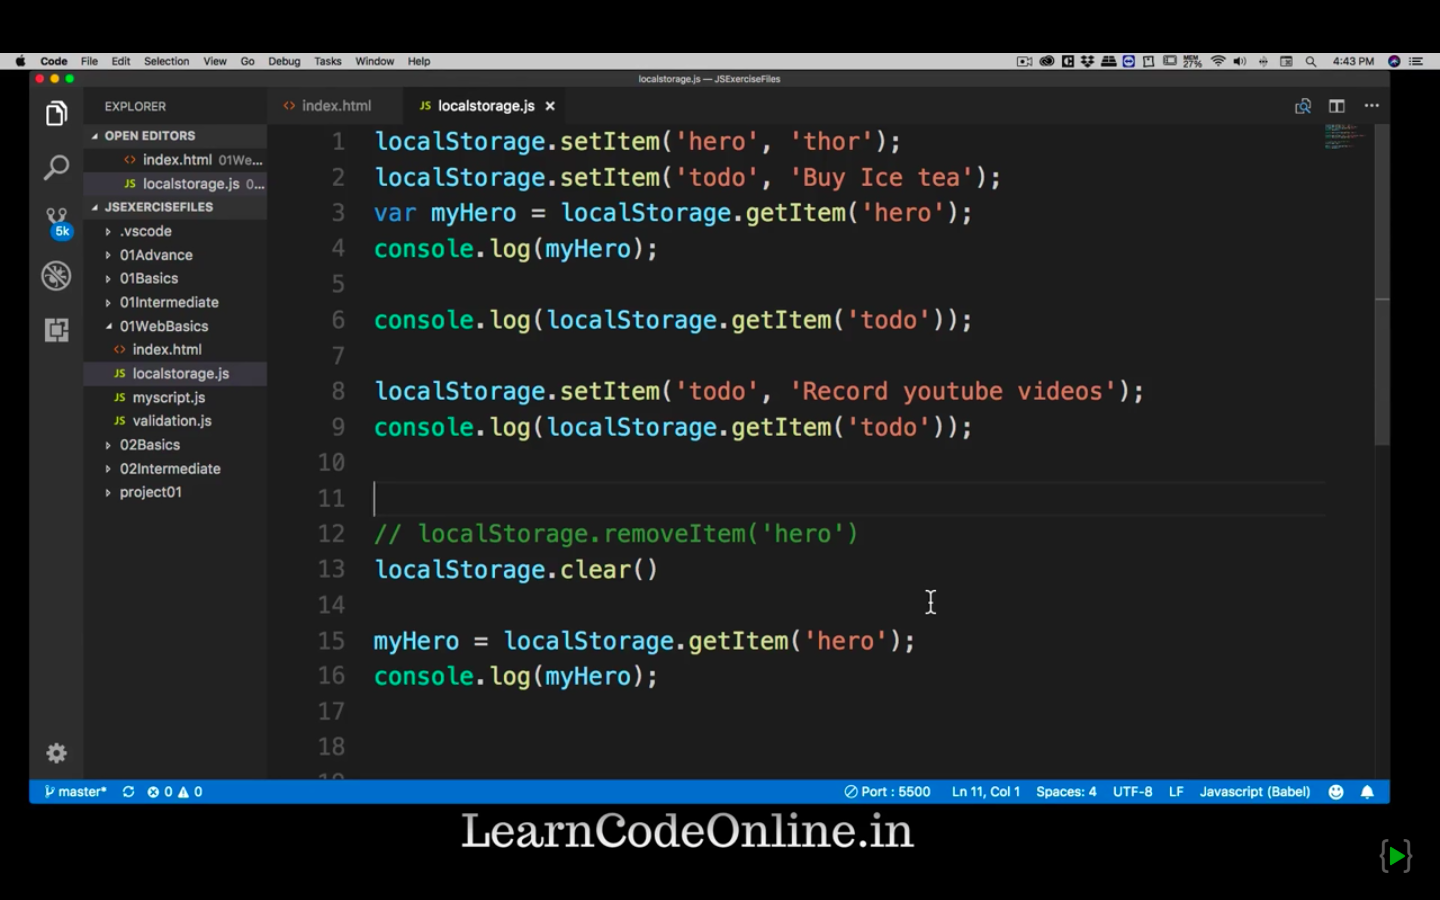 Code File Edit Selection View Go Debug Tasks Window Help MEM 27% 4:43 PM
localstorage.js — JSExerciseFiles
EXPLORER
index.html
JS localstorage.js
OPEN EDITORS
index.html 01We...
JS localstorage.js 0...
JSEXERCISEFILES
.vscode
01Advance
01Basics
01Intermediate
01WebBasics
index.html
JS localstorage.js
JS myscript.js
JS validation.js
02Basics
02Intermediate
project01
5k
1 localStorage.setItem('hero', 'thor');
2 localStorage.setItem('todo', 'Buy Ice tea');
3 var myHero = localStorage.getItem('hero');
4 console.log(myHero);
5
6 console.log(localStorage.getItem('todo'));
7
8 localStorage.setItem('todo', 'Record youtube videos');
9 console.log(localStorage.getItem('todo'));
10
11
12 // localStorage.removeItem('hero')
13 localStorage.clear()
14
15 myHero = localStorage.getItem('hero');
16 console.log(myHero);
17
18
master* 0 0 Port : 5500 Ln 11, Col 1 Spaces: 4 UTF-8 LF Javascript (Babel)
LearnCodeOnline.in